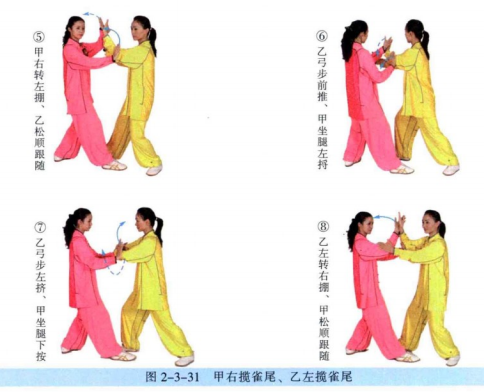 ⑤甲右转左掤、乙松顺跟随
⑥乙弓步前推、甲坐腿左捋
⑦乙弓步左挤、甲坐腿下按
⑧乙左转右掤、甲松顺跟随
图 2-3-31 甲右揽雀尾、乙左揽雀尾